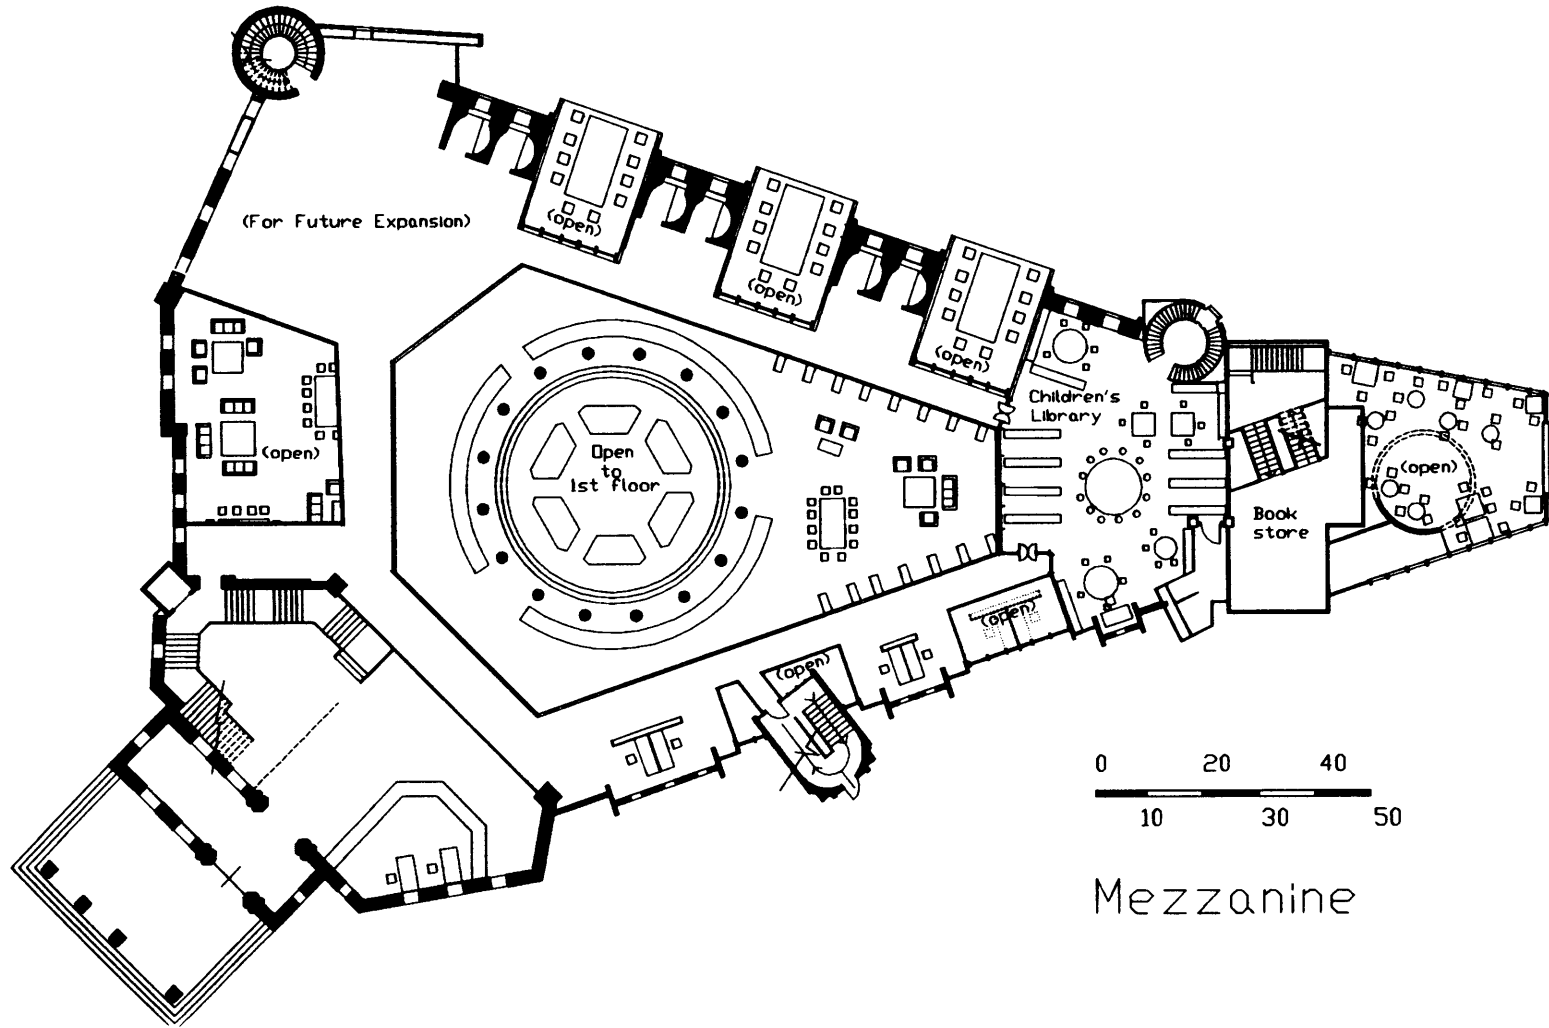 (For Future Expansion)
(open)
(open)
(open)
Children's
Library
(open)
Open
to
1st floor
(open)
Book
store
(open)
(open)
0 20 40
10 30 50
Mezzanine